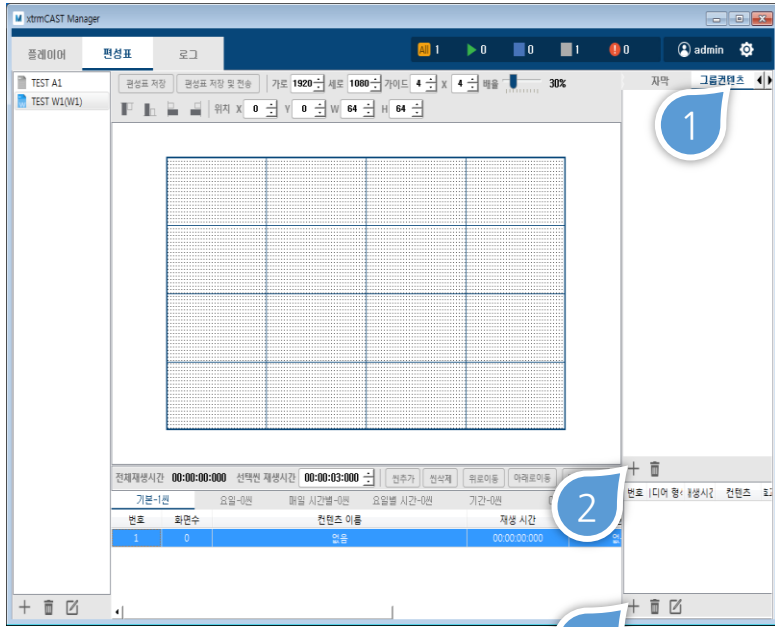 xtrmCAST Manager
플레이어 편성표 로그 All 1 0 0 1 0 admin
TEST A1
TEST W1(W1)
편성표 저장 편성표 저장 및 전송 가로 1920 세로 1080 가이드 4 X 4 배율 30%
위치 X 0 Y 0 W 64 H 64
자막 그룹컨텐츠
1
전체재생시간 00:00:00:000 선택씬 재생시간 00:00:03:000 씬추가 씬삭제 위로이동 아래로이동
2
기본-1씬 요일-0씬 매일 시간별-0씬 요일별 시간-0씬 기간-0씬
번호 화면수 컨텐츠 이름 재생 시간
1 0 없음 00:00:00:000
번호 컨텐츠